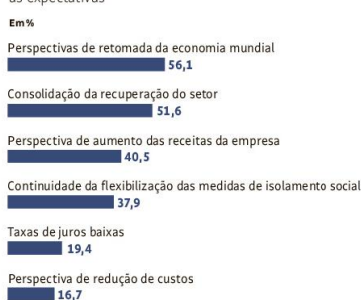 as expectativas
Em%
Perspectivas de retomada da economia mundial
56,1
Consolidação da recuperação do setor
51,6
Perspectiva de aumento das receitas da empresa
40,5
Continuidade da flexibilização das medidas de isolamento social
37,9
Taxas de juros baixas
19,4
Perspectiva de redução de custos
16,7